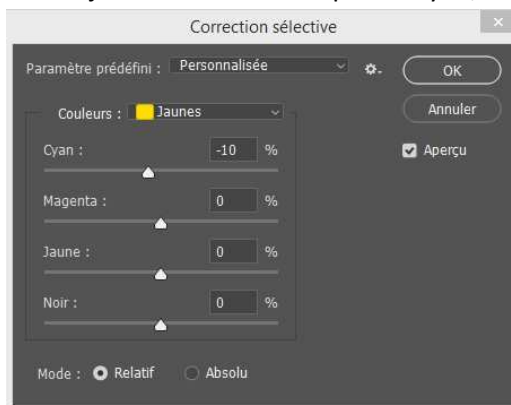 Correction sélective
Paramètre prédéfini : Personnalisée
OK
Couleurs : Jaunes
Annuler
Cyan : -10 %
Aperçu
Magenta : 0 %
Jaune : 0 %
Noir : 0 %
Mode : Relatif Absolu